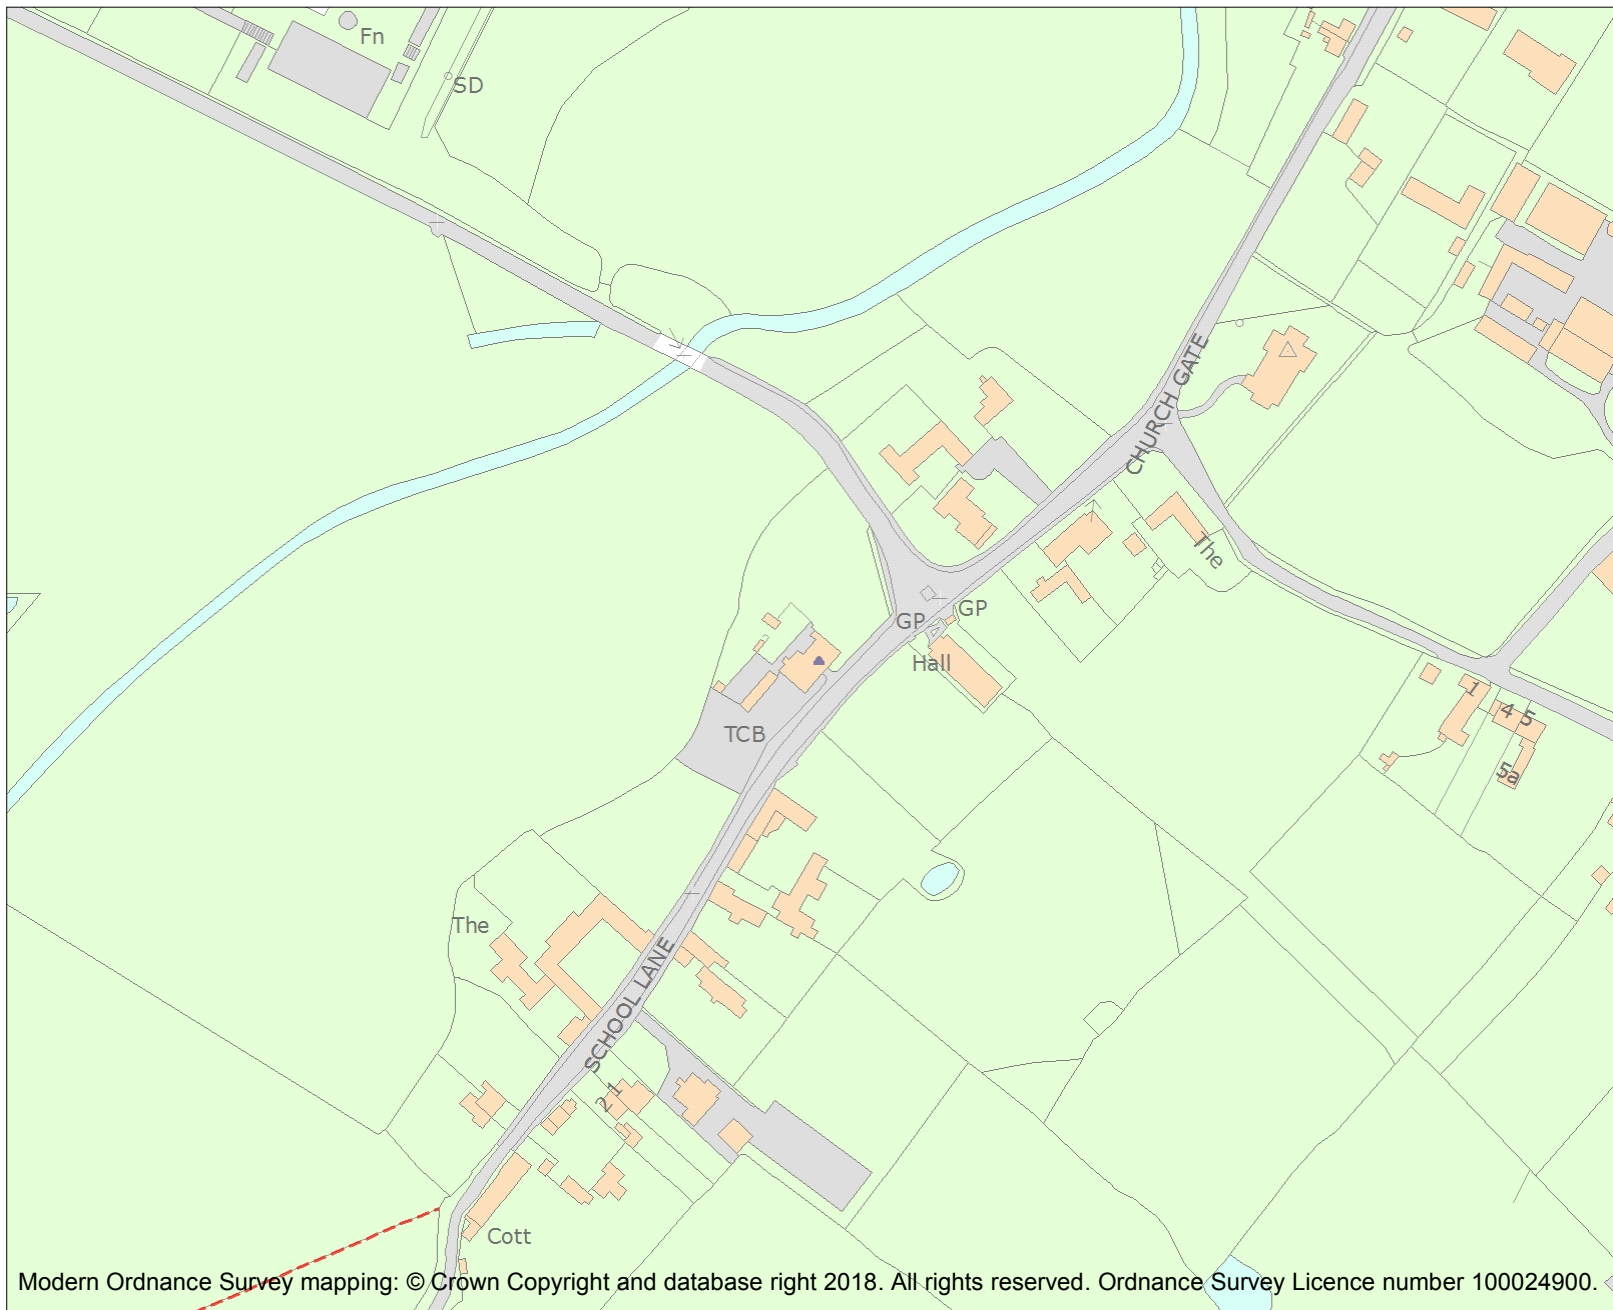 Fn
SD
CHURCH GATE
The
GP
GP
Hall
TCB
1
4 5
5a
The
SCHOOL LANE
2 1
Cott
Modern Ordnance Survey mapping: © Crown Copyright and database right 2018. All rights reserved. Ordnance Survey Licence number 100024900.